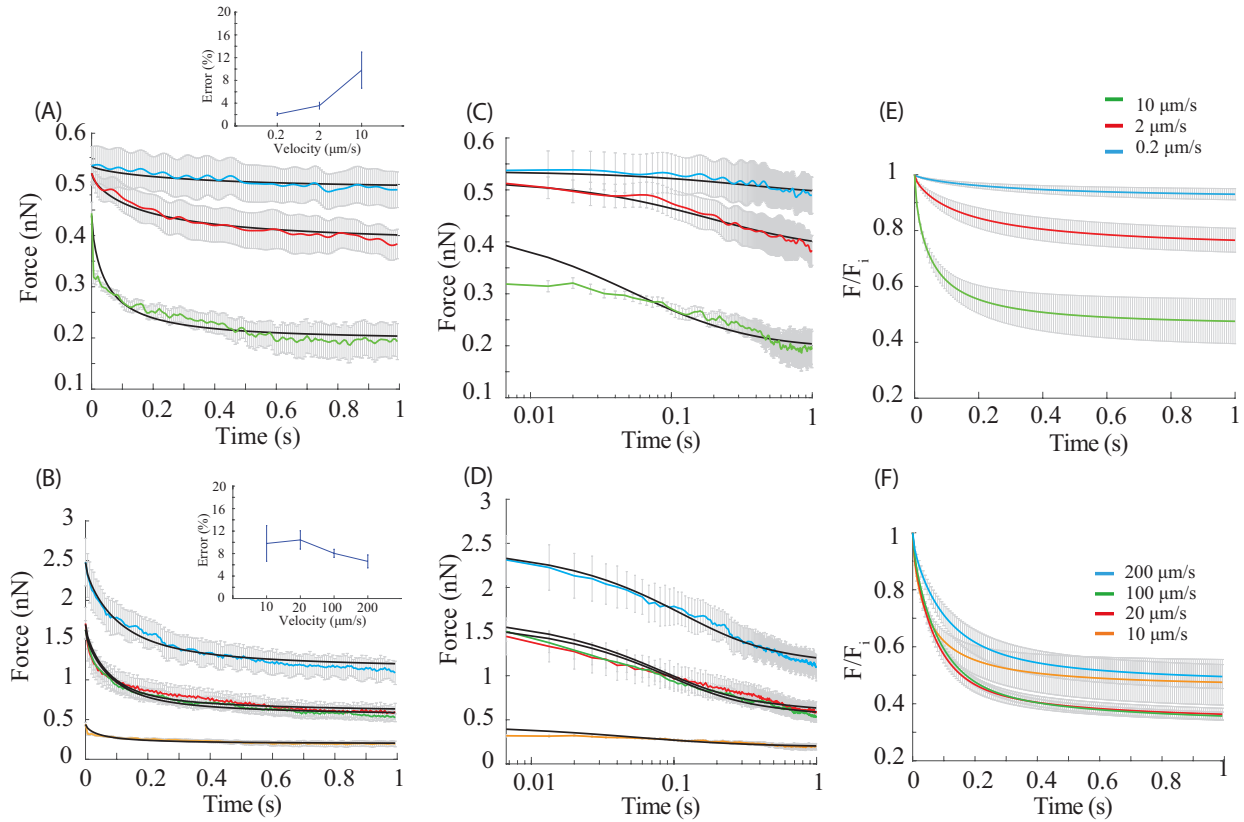 20
16
12
8
4
0
Error (%)
0.2 2 10
Velocity (μm/s)
(A)
0.6
0.5
0.4
0.3
0.2
0.1
Force (nN)
0 0.2 0.4 0.6 0.8 1
Time (s)
(C)
0.6
0.5
0.4
0.3
0.2
0.1
Force (nN)
0.01 0.1 1
Time (s)
(E)
10 μm/s
2 μm/s
0.2 μm/s
1
0.8
0.6
0.4
0.2
F/Fi
0 0.2 0.4 0.6 0.8 1
Time (s)
(B)
20
16
12
8
4
0
Error (%)
10 20 100 200
Velocity (μm/s)
3
2.5
2
1.5
1
0.5
0
Force (nN)
0 0.2 0.4 0.6 0.8 1
Time (s)
(D)
3
2.5
2
1.5
1
0.5
0
Force (nN)
0.01 0.1 1
Time (s)
(F)
200 μm/s
100 μm/s
20 μm/s
10 μm/s
1
0.8
0.6
0.4
0.2
F/Fi
0 0.2 0.4 0.6 0.8 1
Time (s)